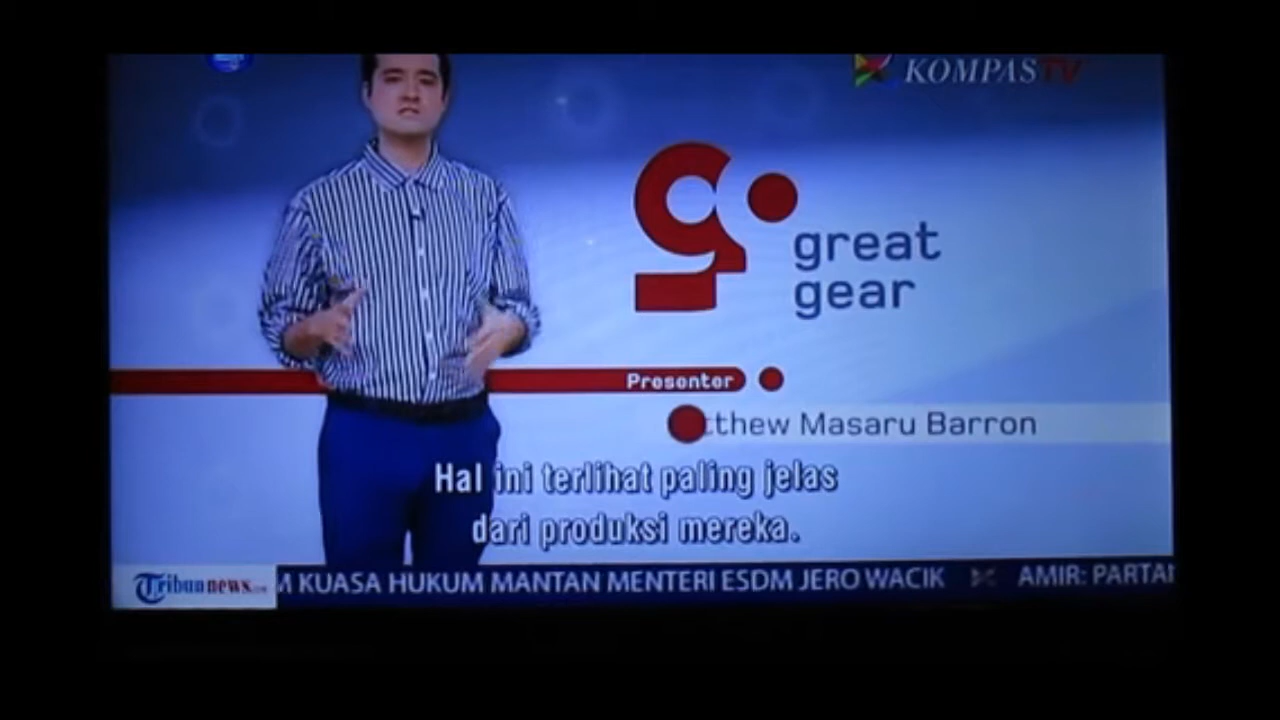 KOMPAS TV
great
gear
Presenter
tthew Masaru Barron
Hal ini terlihat paling jelas
dari produksi mereka.
Tribunnews.com
M KUASA HUKUM MANTAN MENTERI ESDM JERO WACIK AMIR: PARTAI